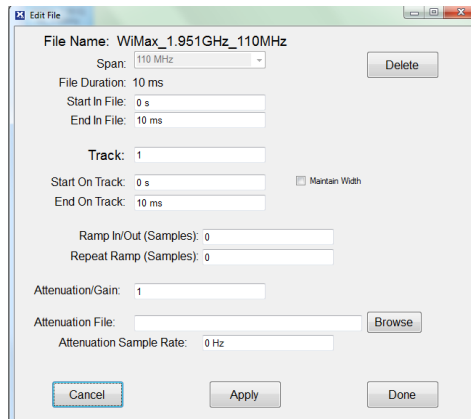 Edit File
File Name: WiMax_1.951GHz_110MHz
Span: 110 MHz
Delete
File Duration: 10 ms
Start In File: 0 s
End In File: 10 ms
Track: 1
Start On Track: 0 s
Maintain Width
End On Track: 10 ms
Ramp In/Out (Samples): 0
Repeat Ramp (Samples): 0
Attenuation/Gain: 1
Attenuation File:
Browse
Attenuation Sample Rate: 0 Hz
Cancel
Apply
Done